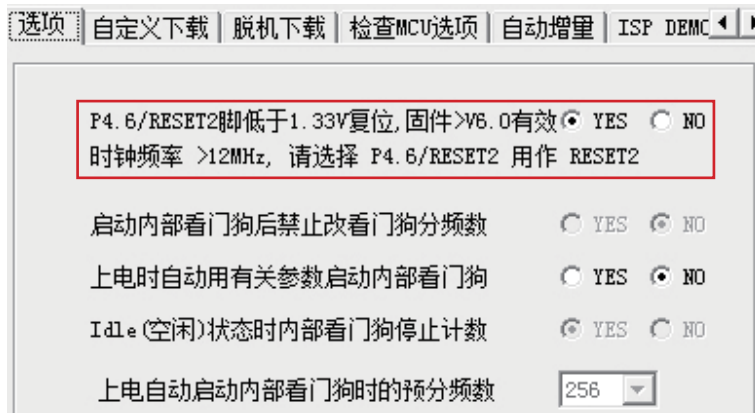 选项 自定义下载 脱机下载 检查MCU选项 自动增量 ISP DEMO
P4.6/RESET2脚低于1.33V复位,固件>V6.0有效 YES NO
时钟频率 >12MHz, 请选择 P4.6/RESET2 用作 RESET2
启动内部看门狗后禁止改看门狗分频数 YES NO
上电时自动用有关参数启动内部看门狗 YES NO
Idle(空闲)状态时内部看门狗停止计数 YES NO
上电自动启动内部看门狗时的预分频数 256